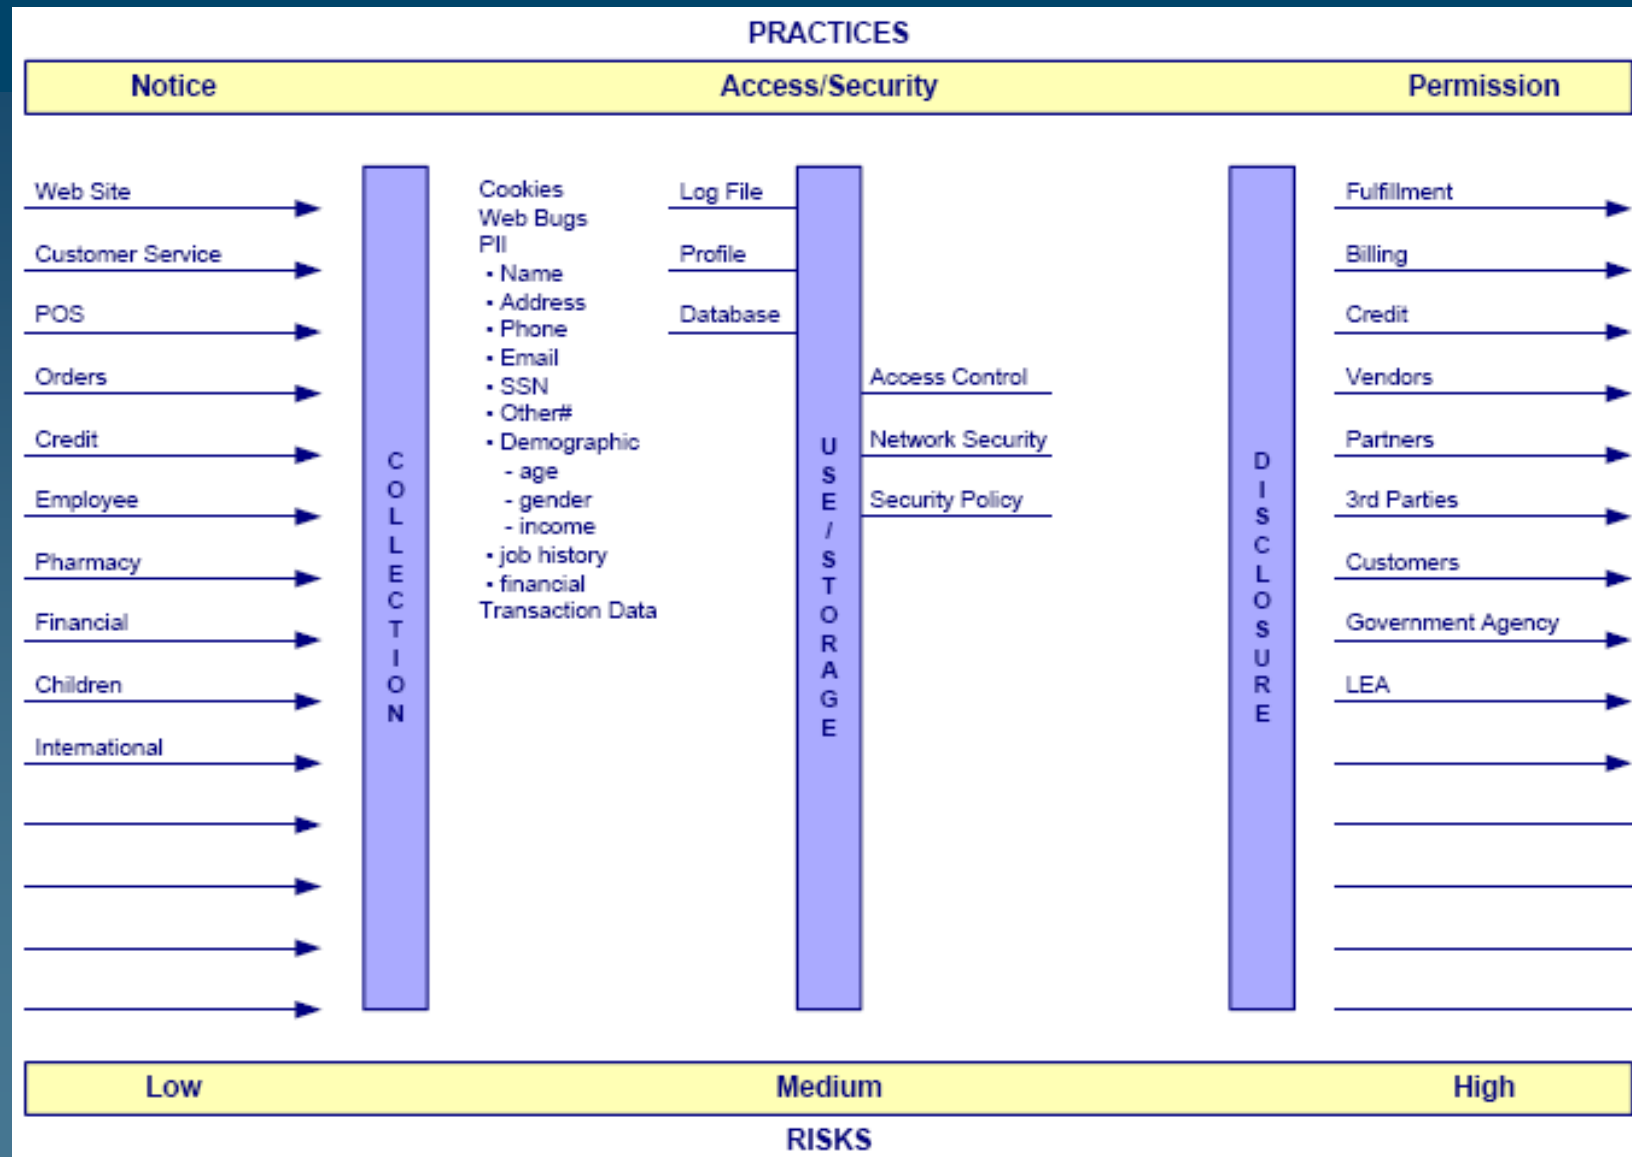 PRACTICES
Notice Access/Security Permission
Web Site
Customer Service
POS
Orders
Credit
Employee
Pharmacy
Financial
Children
International
COLLECTION
Cookies
Web Bugs
PII
• Name
• Address
• Phone
• Email
• SSN
• Other#
• Demographic
- age
- gender
- income
• job history
• financial
Transaction Data
Log File
Profile
Database
USE/STORAGE
Access Control
Network Security
Security Policy
DISCLOSURE
Fulfillment
Billing
Credit
Vendors
Partners
3rd Parties
Customers
Government Agency
LEA
Low Medium High
RISKS